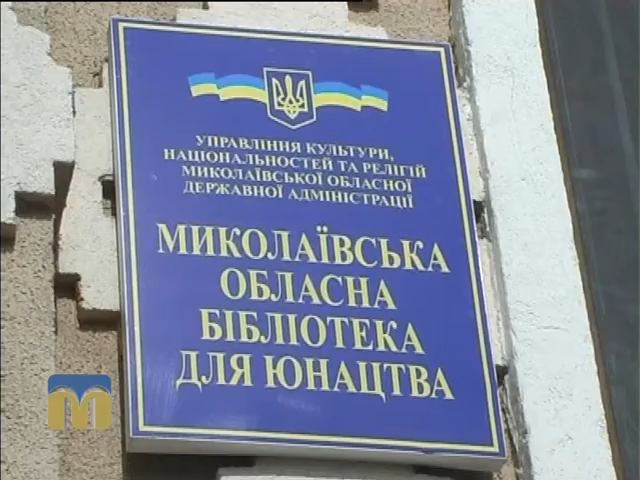 УПРАВЛІННЯ КУЛЬТУРИ,
НАЦІОНАЛЬНОСТЕЙ ТА РЕЛІГІЙ
МИКОЛАЇВСЬКОЇ ОБЛАСНОЇ
ДЕРЖАВНОЇ АДМІНІСТРАЦІЇ
МИКОЛАЇВСЬКА
ОБЛАСНА
БІБЛІОТЕКА
ДЛЯ ЮНАЦТВА
М